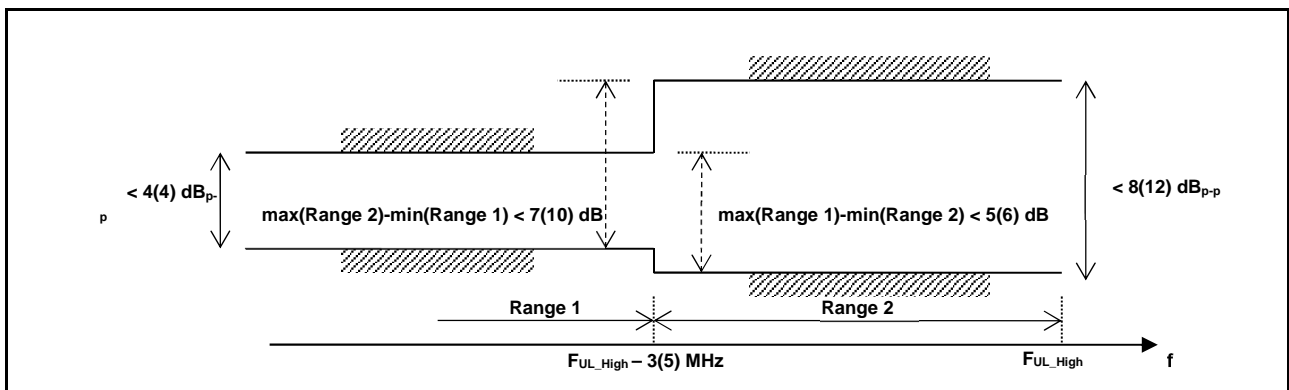 < 4(4) dBp-
p
max(Range 2)-min(Range 1) < 7(10) dB
max(Range 1)-min(Range 2) < 5(6) dB
< 8(12) dBp-p
Range 1
Range 2
FUL_High – 3(5) MHz
FUL_High
f